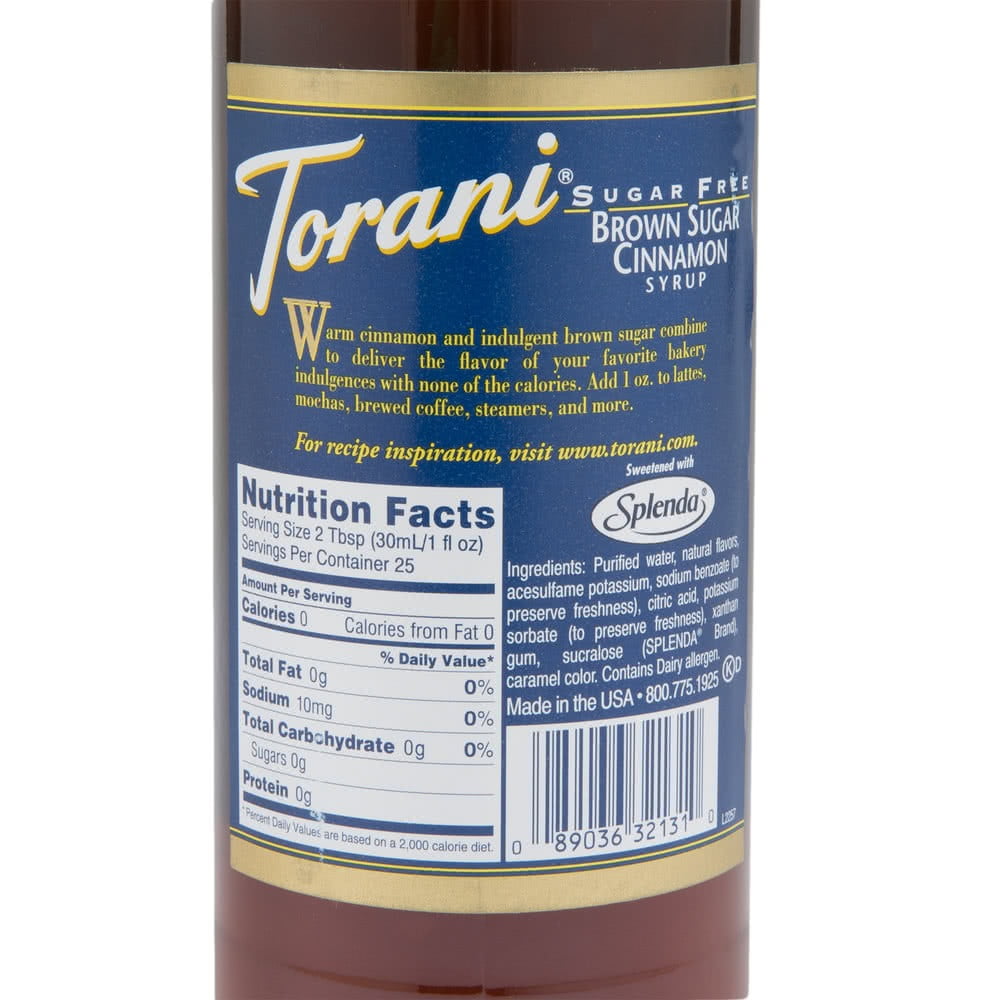 Torani®
SUGAR FREE
BROWN SUGAR
CINNAMON
SYRUP
Warm cinnamon and indulgent brown sugar combine
to deliver the flavor of your favorite bakery
indulgences with none of the calories. Add 1 oz. to lattes,
mochas, brewed coffee, steamers, and more.
For recipe inspiration, visit www.torani.com.
Sweetened with
Splenda®
Nutrition Facts
Serving Size 2 Tbsp (30mL/1 fl oz)
Servings Per Container 25
Amount Per Serving
Calories 0 Calories from Fat 0
% Daily Value*
Total Fat 0g 0%
Sodium 10mg 0%
Total Carbohydrate 0g 0%
Sugars 0g
Protein 0g
*Percent Daily Values are based on a 2,000 calorie diet.
Ingredients: Purified water, natural flavors,
acesulfame potassium, sodium benzoate (to
preserve freshness), citric acid, potassium
sorbate (to preserve freshness), xanthan
gum, sucralose (SPLENDA® Brand),
caramel color. Contains Dairy allergen.
Made in the USA • 800.775.1925 ⓀD
0 89036 32131 0
L2257